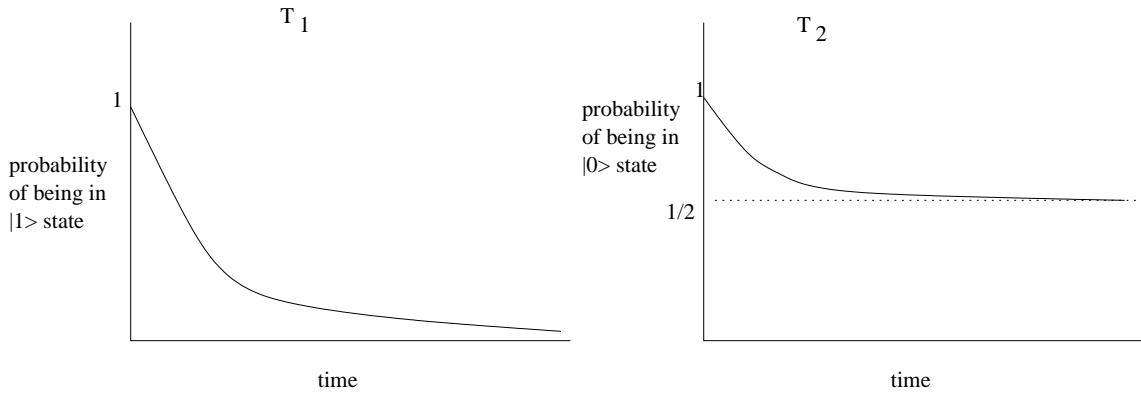 T 1
1
probability
of being in
|1> state
time
T 2
1
probability
of being in
|0> state
1/2
time